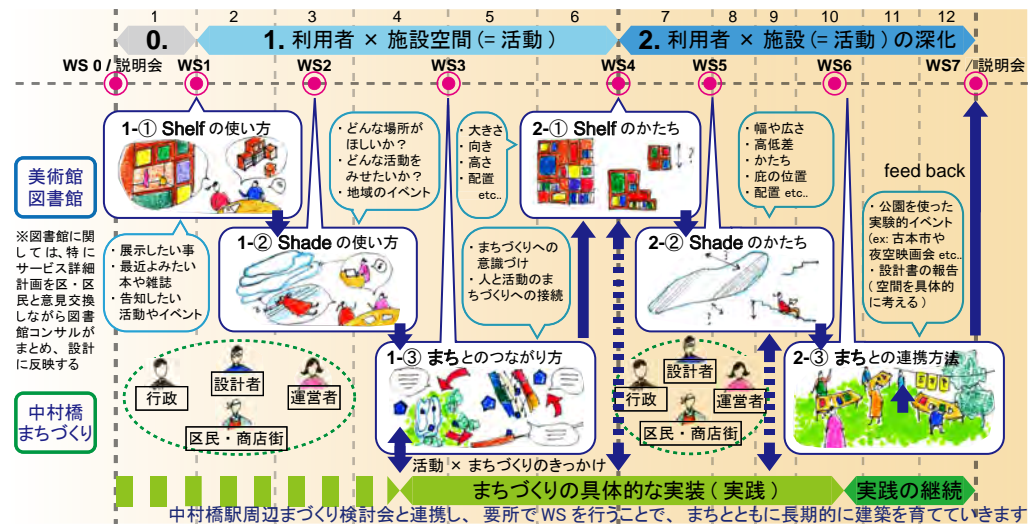 1 2 3 4 5 6 7 8 9 10 11 12
0.
1. 利用者 × 施設空間(= 活動 )
2. 利用者 × 施設(= 活動 ) の深化
WS 0 / 説明会
WS1
WS2
WS3
WS4
WS5
WS6
WS7 / 説明会
美術館
図書館
※図書館に関
しては、特に
サービス詳細
計画を区・区
民と意見交換
しながら図書
館コンサルが
まとめ、設計
に反映する
中村橋
まちづくり
1-① Shelf の使い方
・展示したい事
・最近よみたい
本や雑誌
・告知したい
活動やイベント
1-② Shade の使い方
・どんな場所が
ほしいか？
・どんな活動を
みせたいか？
・地域のイベント
1-③ まちとのつながり方
・まちづくりへの
意識づけ
・人と活動のま
ちづくりへの接続
・大きさ
・向き
・高さ
・配置
etc..
2-① Shelf のかたち
?
2-② Shade のかたち
・幅や広さ
・高低差
・かたち
・庇の位置
・配置 etc.
2-③ まちとの連携方法
feed back
・公園を使った
実験的イベント
(ex: 古本市や
夜空映画会 etc..
・設計書の報告
( 空間を具体的
に考える )
行政
設計者
運営者
区民・商店街
行政
設計者
運営者
区民・商店街
活動 × まちづくりのきっかけ
まちづくりの具体的な実装 ( 実践 )
実践の継続
中村橋駅周辺まづくり検討会と連携し、要所で WS を行うことで、まちとともに長期的に建築を育てていきます